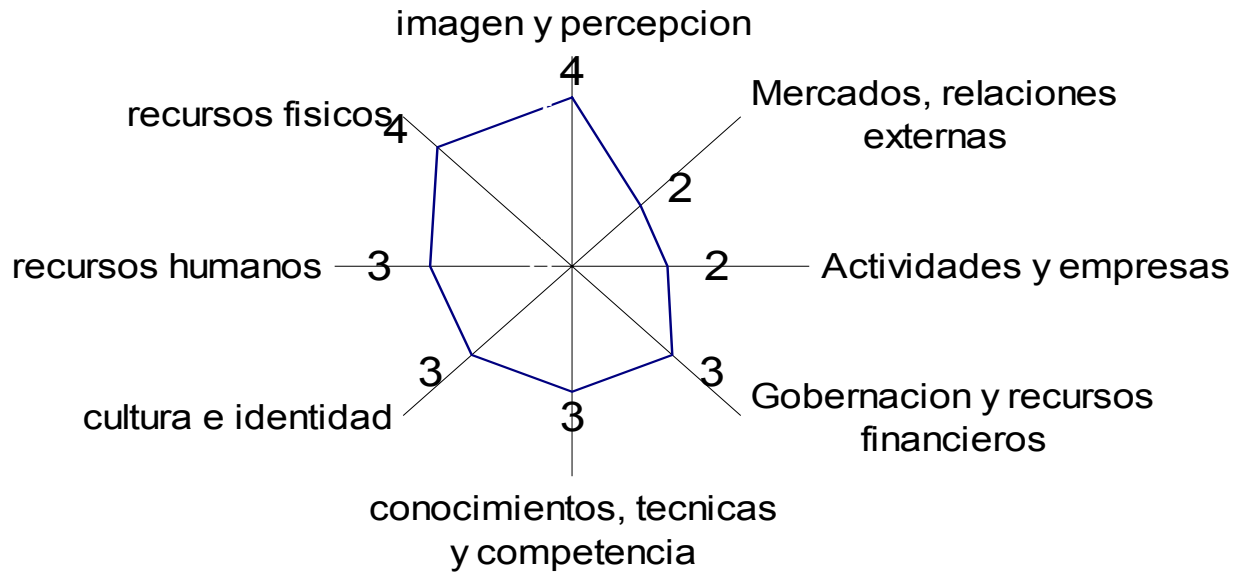 imagen y percepcion
4
Mercados, relaciones
externas
2
Actividades y empresas
2
Gobernacion y recursos
financieros
3
conocimientos, tecnicas
y competencia
3
cultura e identidad
3
recursos humanos
3
recursos fisicos
4